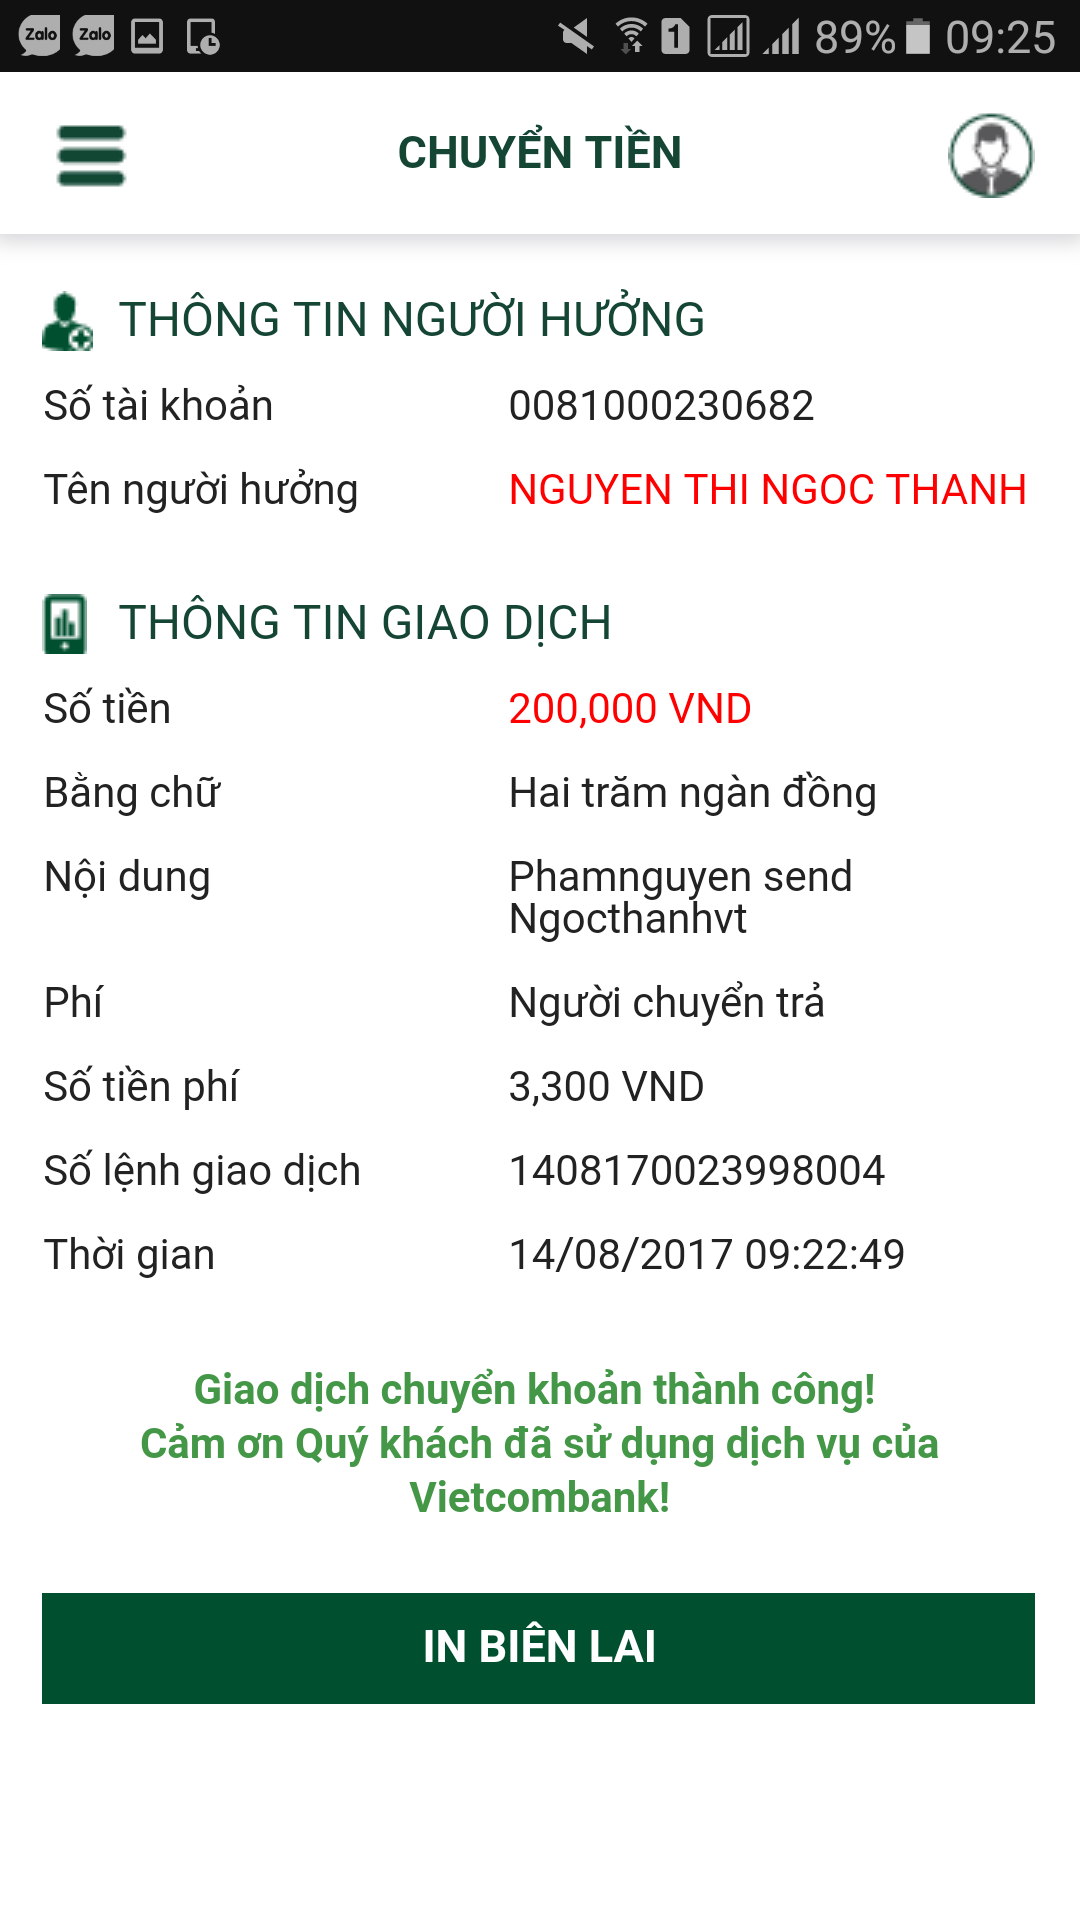 Zalo Zalo 1 89% 09:25
CHUYỂN TIỀN
THÔNG TIN NGƯỜI HƯỞNG
Số tài khoản 0081000230682
Tên người hưởng NGUYEN THI NGOC THANH
THÔNG TIN GIAO DỊCH
Số tiền 200,000 VND
Bằng chữ Hai trăm ngàn đồng
Nội dung Phamnguyen send
Ngocthanhvt
Phí Người chuyển trả
Số tiền phí 3,300 VND
Số lệnh giao dịch 1408170023998004
Thời gian 14/08/2017 09:22:49
Giao dịch chuyển khoản thành công!
Cảm ơn Quý khách đã sử dụng dịch vụ của
Vietcombank!
IN BIÊN LAI